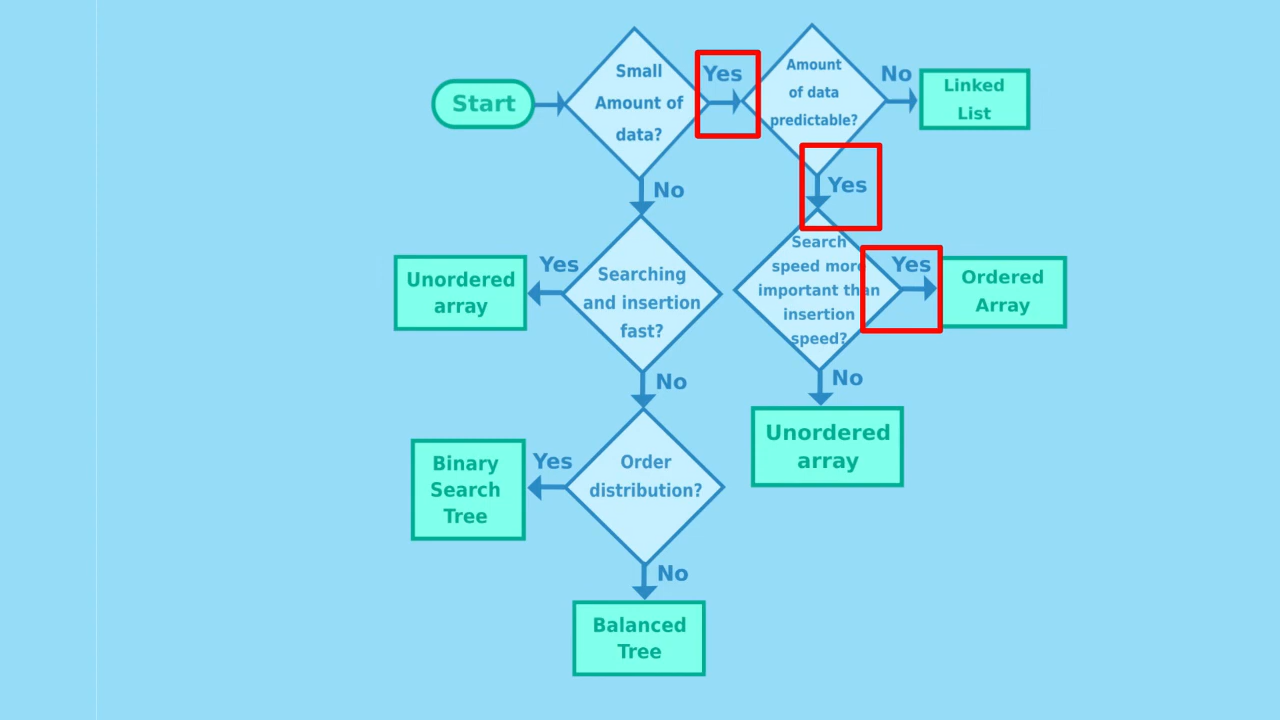 Start
Small
Amount of
data?
Yes
Amount
of data
predictable?
No
Linked
List
No
Yes
Unordered
array
Yes
Searching
and insertion
fast?
Search
speed more
important than
insertion
speed?
Yes
Ordered
Array
No
No
Unordered
array
Binary
Search
Tree
Yes
Order
distribution?
No
Balanced
Tree